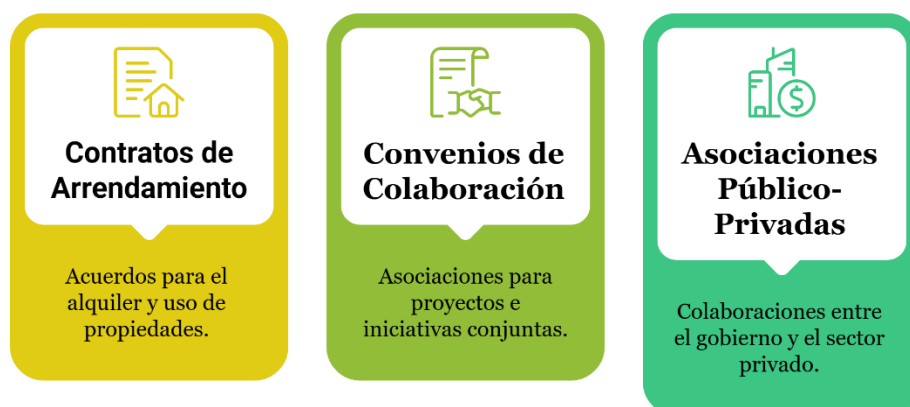 Contratos de
Arrendamiento
Acuerdos para el
alquiler y uso de
propiedades.
Convenios de
Colaboración
Asociaciones para
proyectos e
iniciativas conjuntas.
$
Asociaciones
Público-
Privadas
Colaboraciones entre
el gobierno y el sector
privado.